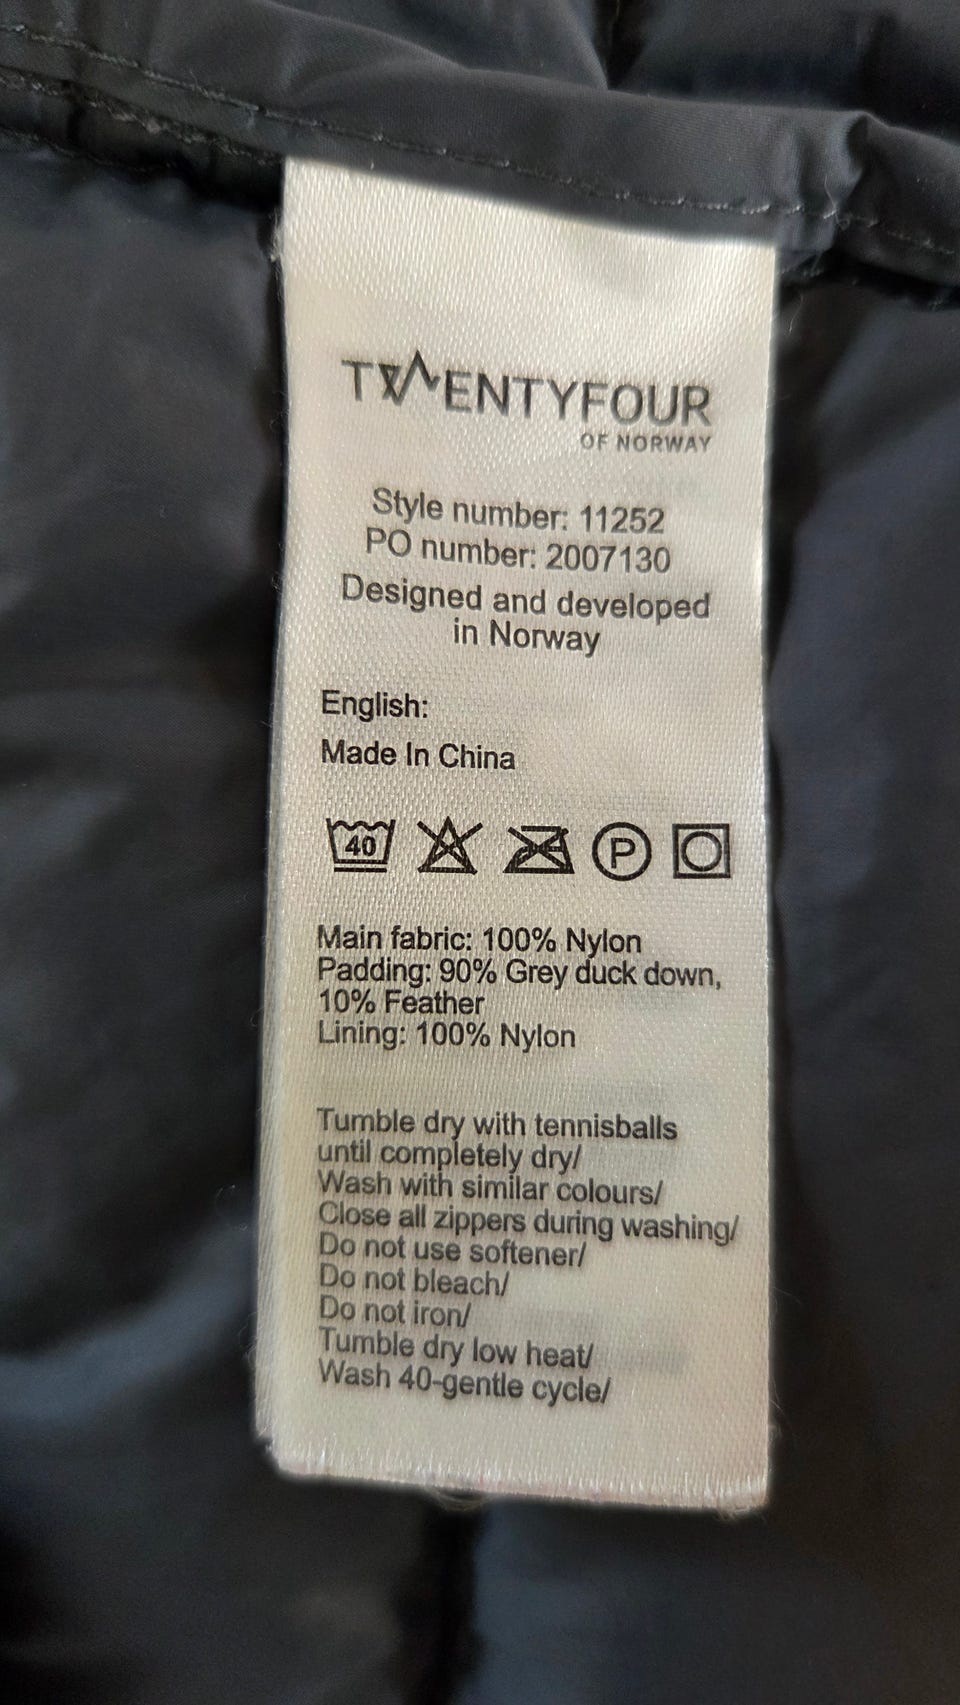 TWENTYFOUR
OF NORWAY
Style number: 11252
PO number: 2007130
Designed and developed
in Norway
English:
Made In China
40 P
Main fabric: 100% Nylon
Padding: 90% Grey duck down,
10% Feather
Lining: 100% Nylon
Tumble dry with tennisballs
until completely dry/
Wash with similar colours/
Close all zippers during washing/
Do not use softener/
Do not bleach/
Do not iron/
Tumble dry low heat/
Wash 40-gentle cycle/